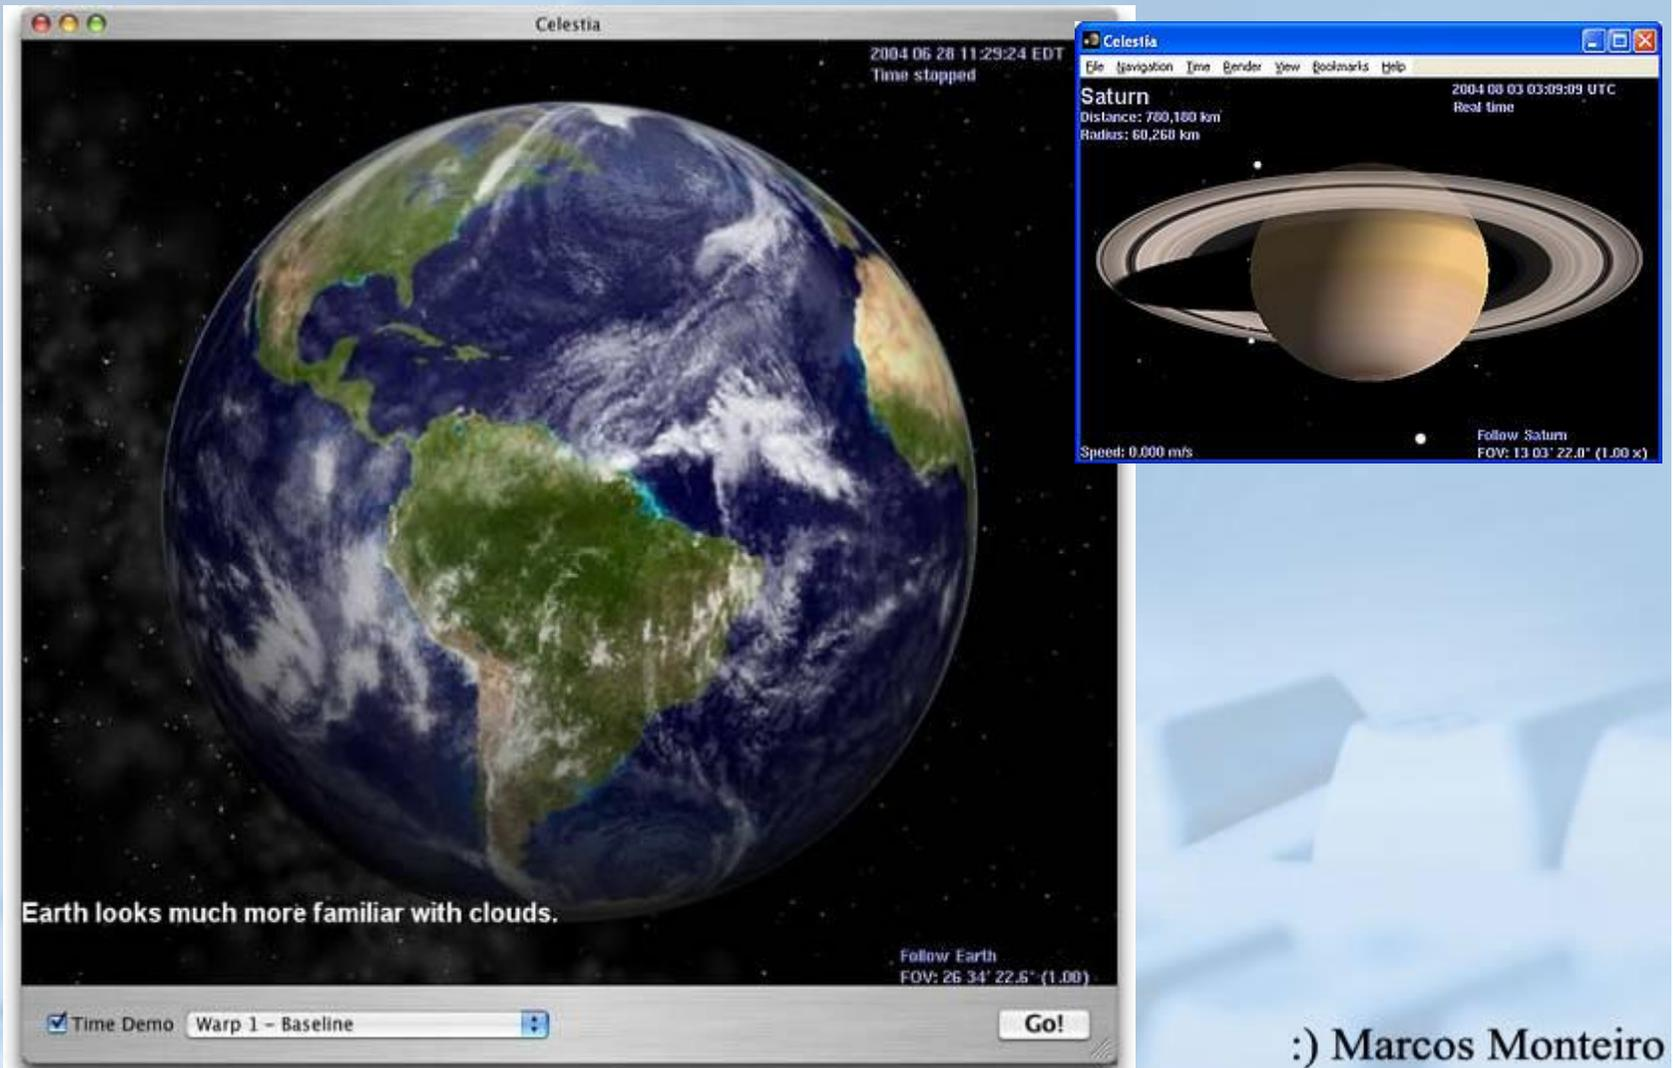 Celestia
2004 06 28 11:29:24 EDT
Time stopped
Earth looks much more familiar with clouds.
Follow Earth
FOV: 26 34' 22.6" (1.00)
Time Demo
Warp 1 - Baseline
Go!
Celestia
File Navigation Time Render View Bookmarks Help
Saturn
Distance: 780,180 km
Radius: 60,268 km
2004 08 03 03:09:09 UTC
Real time
Speed: 0.000 m/s
Follow Saturn
FOV: 13 03' 22.0" (1.00 x)
:) Marcos Monteiro